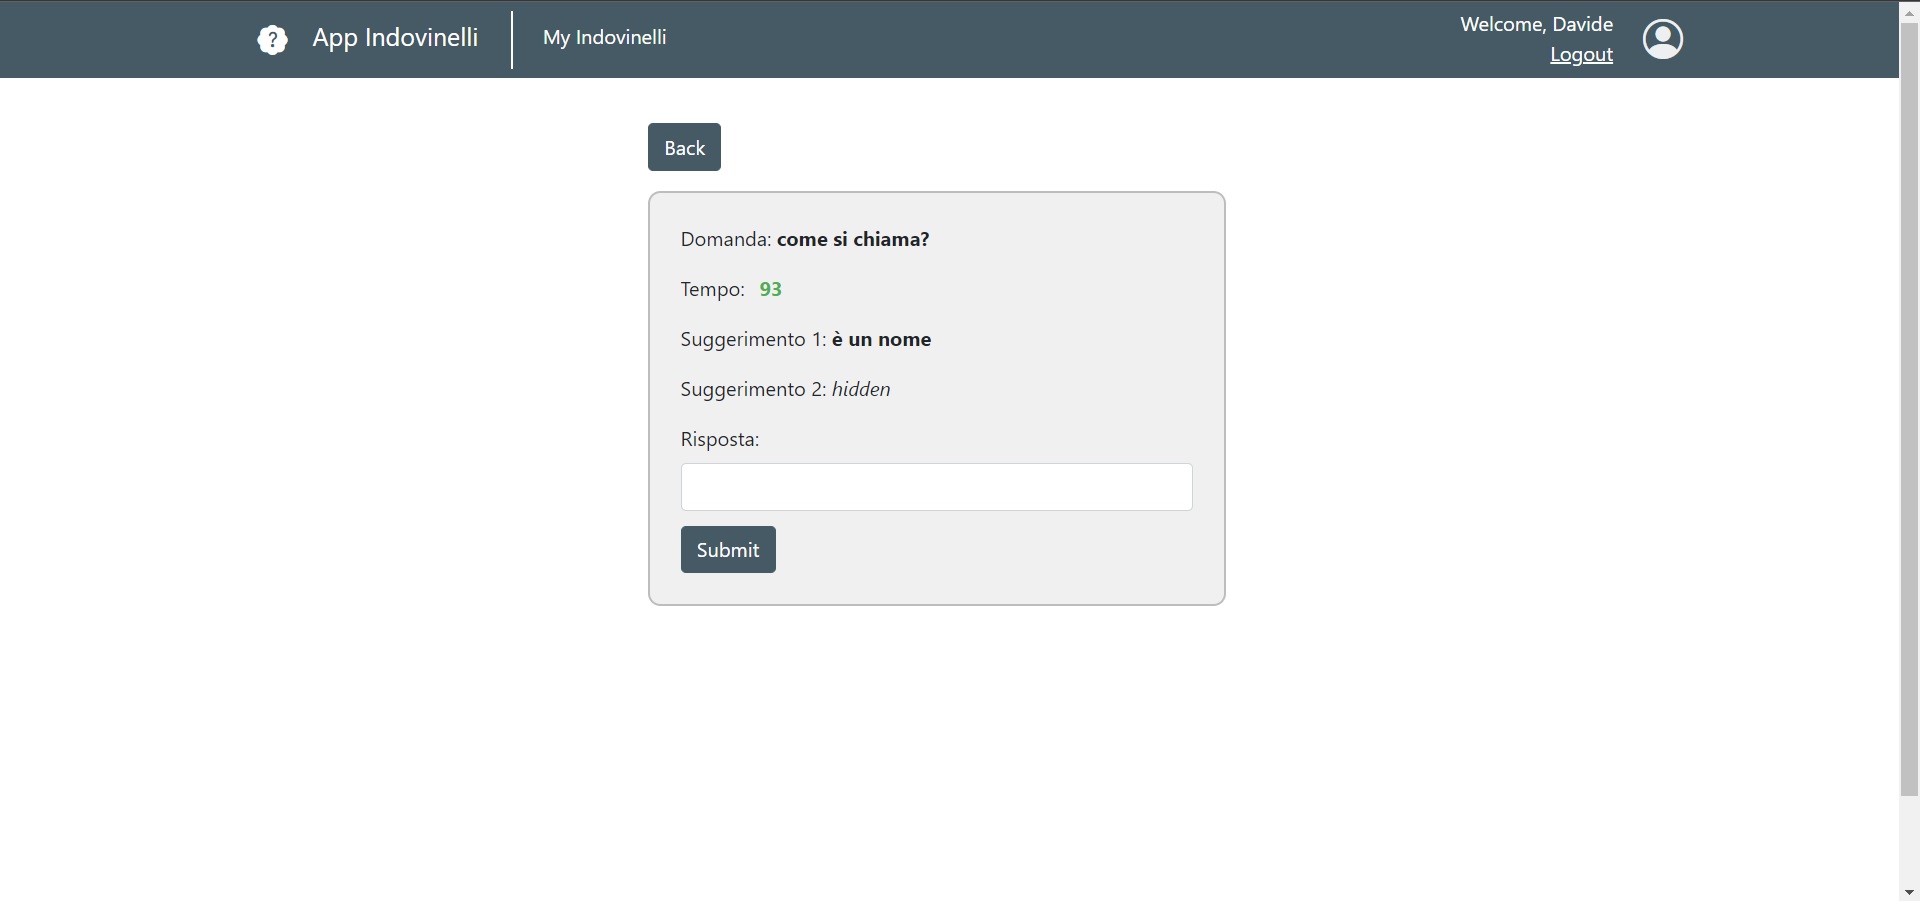 App Indovinelli
My Indovinelli
Welcome, Davide
Logout
Back
Domanda: come si chiama?
Tempo: 93
Suggerimento 1: è un nome
Suggerimento 2: hidden
Risposta:
Submit